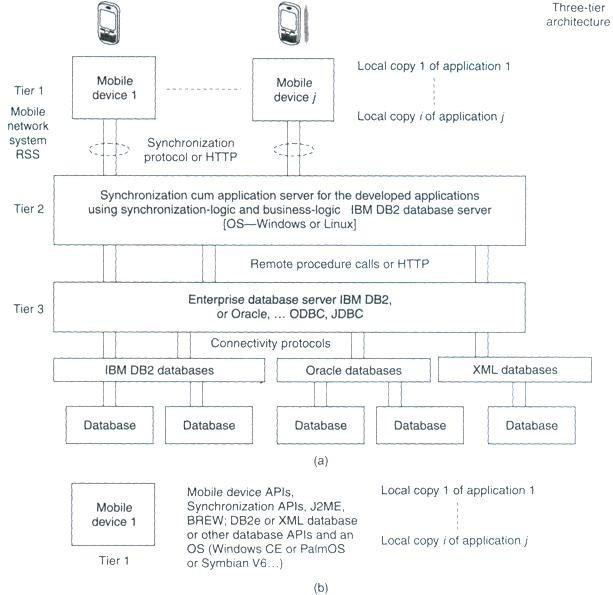 Three-tier
architecture
Tier 1
Mobile
network
system
RSS
Mobile
device 1
Mobile
device j
Local copy 1 of application 1
Local copy i of application j
Synchronization
protocol or HTTP
Tier 2
Synchronization cum application server for the developed applications
using synchronization-logic and business-logic IBM DB2 database server
[OS—Windows or Linux]
Remote procedure calls or HTTP
Tier 3
Enterprise database server IBM DB2,
or Oracle, ... ODBC, JDBC
Connectivity protocols
IBM DB2 databases
Oracle databases
XML databases
Database
Database
Database
Database
Database
(a)
Mobile
device 1
Tier 1
Mobile device APIs,
Synchronization APIs, J2ME,
BREW; DB2e or XML database
or other database APIs and an
OS (Windows CE or PalmOS
or Symbian V6...)
Local copy 1 of application 1
Local copy i of application j
(b)